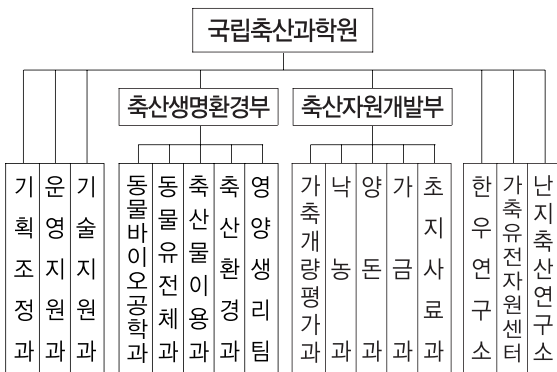 국립축산과학원
축산생명환경부
축산자원개발부
기획조정과
운영지원과
기술지원과
동물바이오공학과
동물유전체과
축산물이용과
축산환경과
영양생리팀
가축개량평가과
낙농과
양돈과
가금과
초지사료과
한우연구소
가축유전자원센터
난지축산연구소